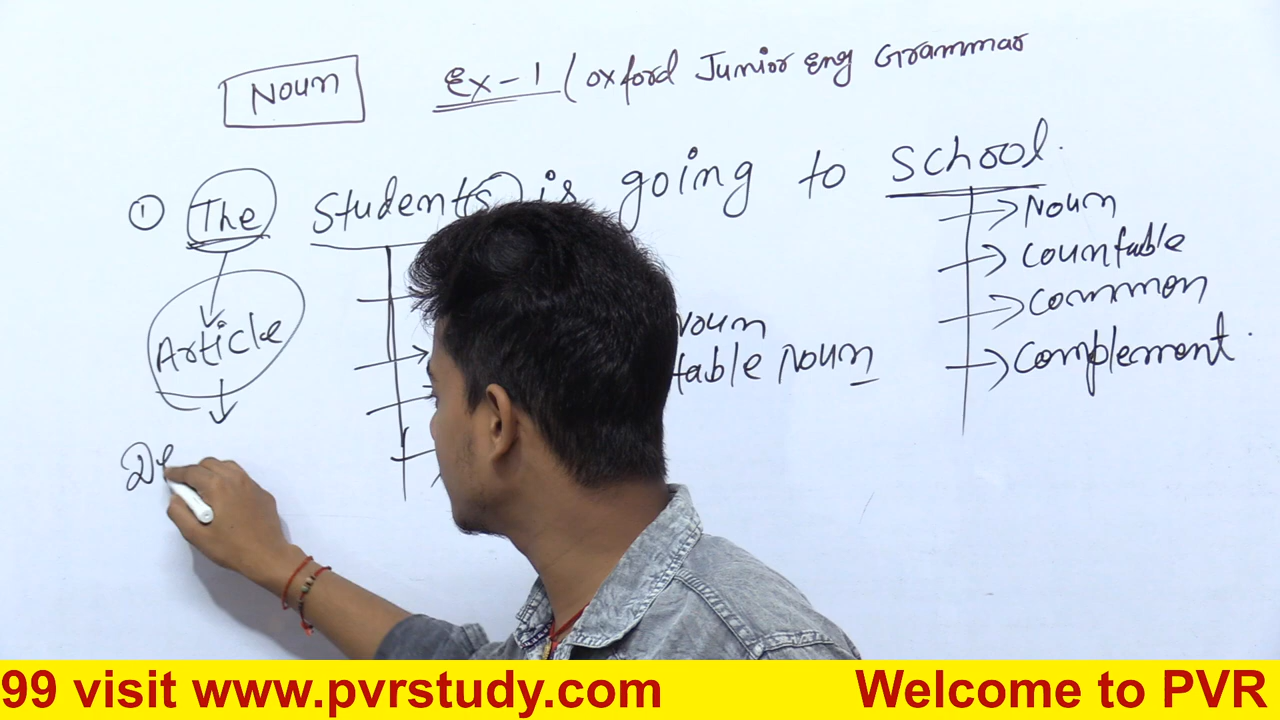 Noun Ex-1 (Oxford Junior Eng Grammar
① The Students is going to School.
Article
De
Noun
table Noun
Noun
Countable
Common
Complement.
99 visit www.pvrstudy.com Welcome to PVR